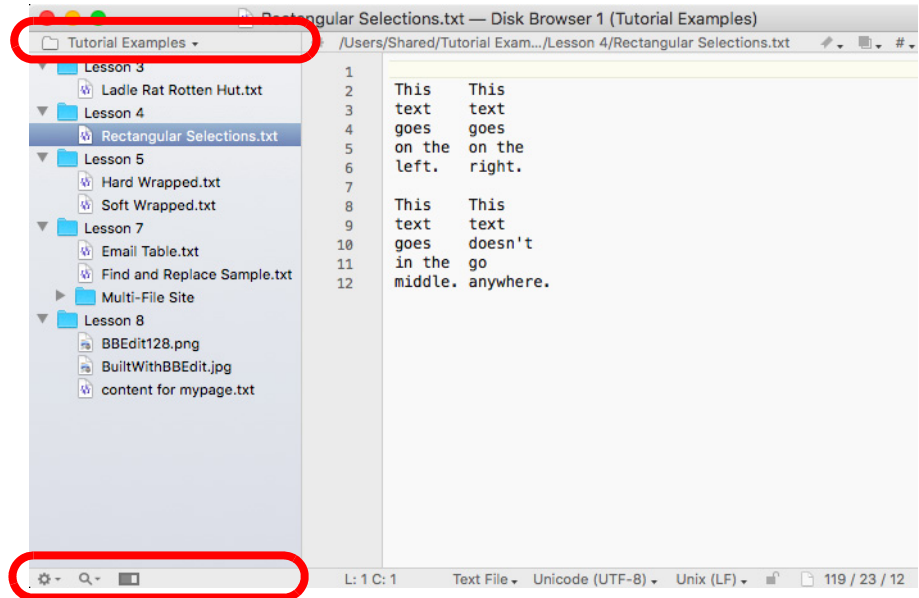 Rectangular Selections.txt — Disk Browser 1 (Tutorial Examples)
Tutorial Examples
/Users/Shared/Tutorial Exam.../Lesson 4/Rectangular Selections.txt
#
Lesson 3
Ladle Rat Rotten Hut.txt
Lesson 4
Rectangular Selections.txt
Lesson 5
Hard Wrapped.txt
Soft Wrapped.txt
Lesson 7
Email Table.txt
Find and Replace Sample.txt
Multi-File Site
Lesson 8
BBEdit128.png
BuiltWithBBEdit.jpg
content for mypage.txt
1
2 This This
3 text text
4 goes goes
5 on the on the
6 left. right.
7
8 This This
9 text text
10 goes doesn't
11 in the go
12 middle. anywhere.
L: 1 C: 1 Text File Unicode (UTF-8) Unix (LF) 119 / 23 / 12